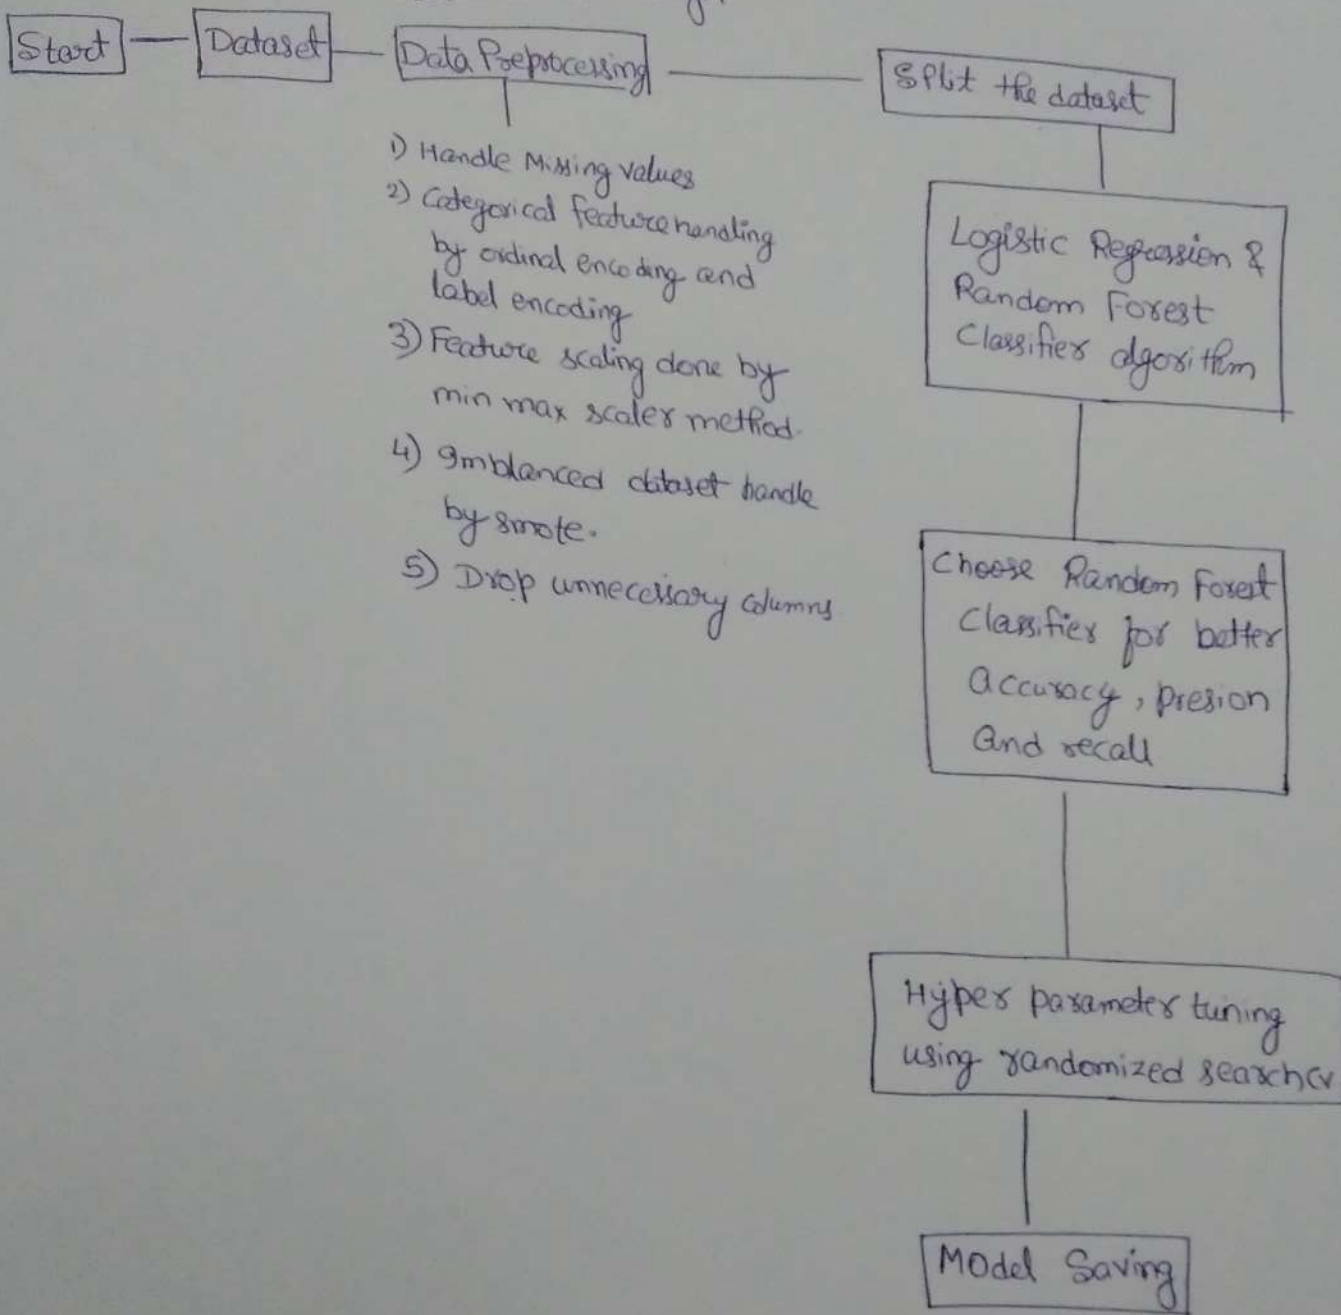 Start
Dataset
Data Preprocessing
1) Handle Missing values
2) Categorical feature handling
by ordinal encoding and
label encoding
3) Feature scaling done by
min max scaler method.
4) Imblanced dataset handle
by smote.
5) Drop unnecessary columns
Split the dataset
Logistic Regression &
Random Forest
Classifier algorithm
Choose Random Forest
Classifier for better
accuracy, presion
and recall
Hyper parameter tuning
using randomized searchcv
Model Saving